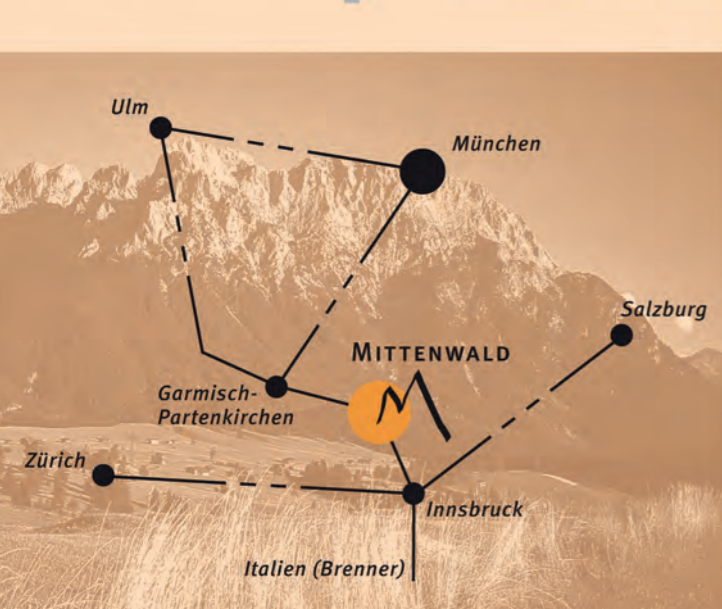 Ulm
München
Salzburg
MITTENWALD
Garmisch-
Partenkirchen
Zürich
Innsbruck
Italien (Brenner)